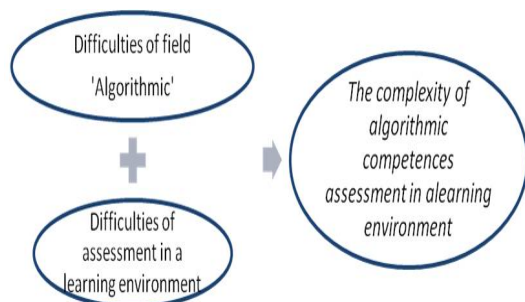 Difficulties of field
'Algorithmic'
Difficulties of
assessment in a
learning environment
The complexity of
algorithmic
competences
assessment in alearning
environment